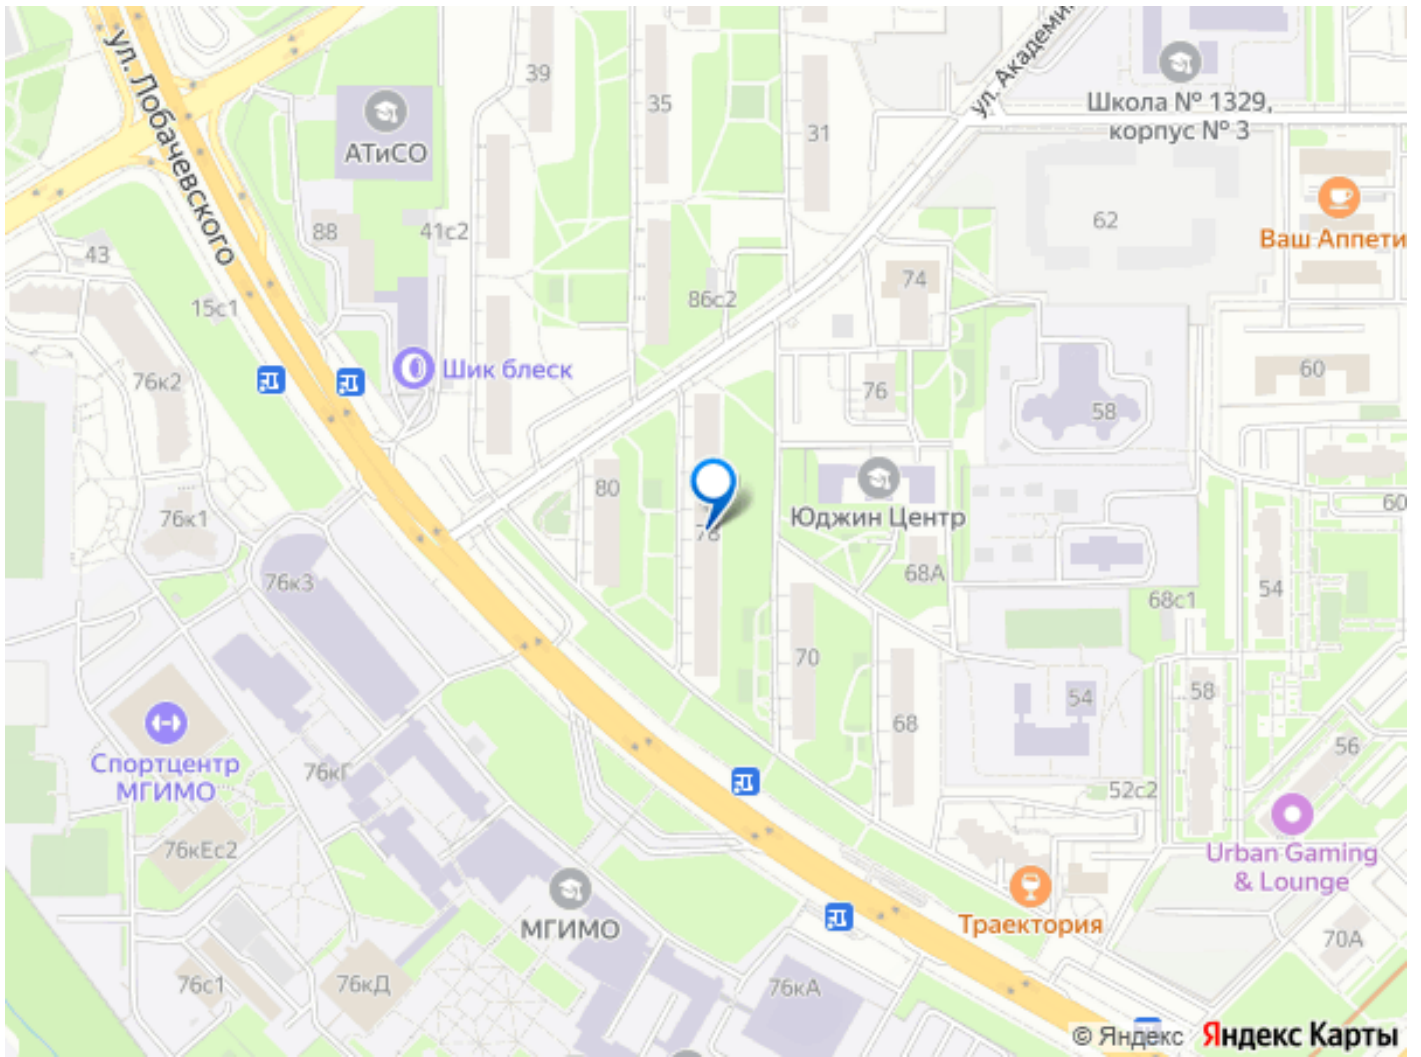 ул. Лобачевского
39
35
31
ул. Академи
Школа № 1329,
корпус № 3
АТиСО
88
41с2
43
15с1
86с2
74
62
Ваш Аппети
76к2
Шик блеск
76
58
60
80
78
Юджин Центр
60
76к1
76к3
68А
68с1
54
70
54
58
68
56
Спортцентр
МГИМО
76кГ
52с2
76кЕс2
Urban Gaming
& Lounge
МГИМО
Траектория
76с1
76кД
76кА
70А
© Яндекс Яндекс Карты